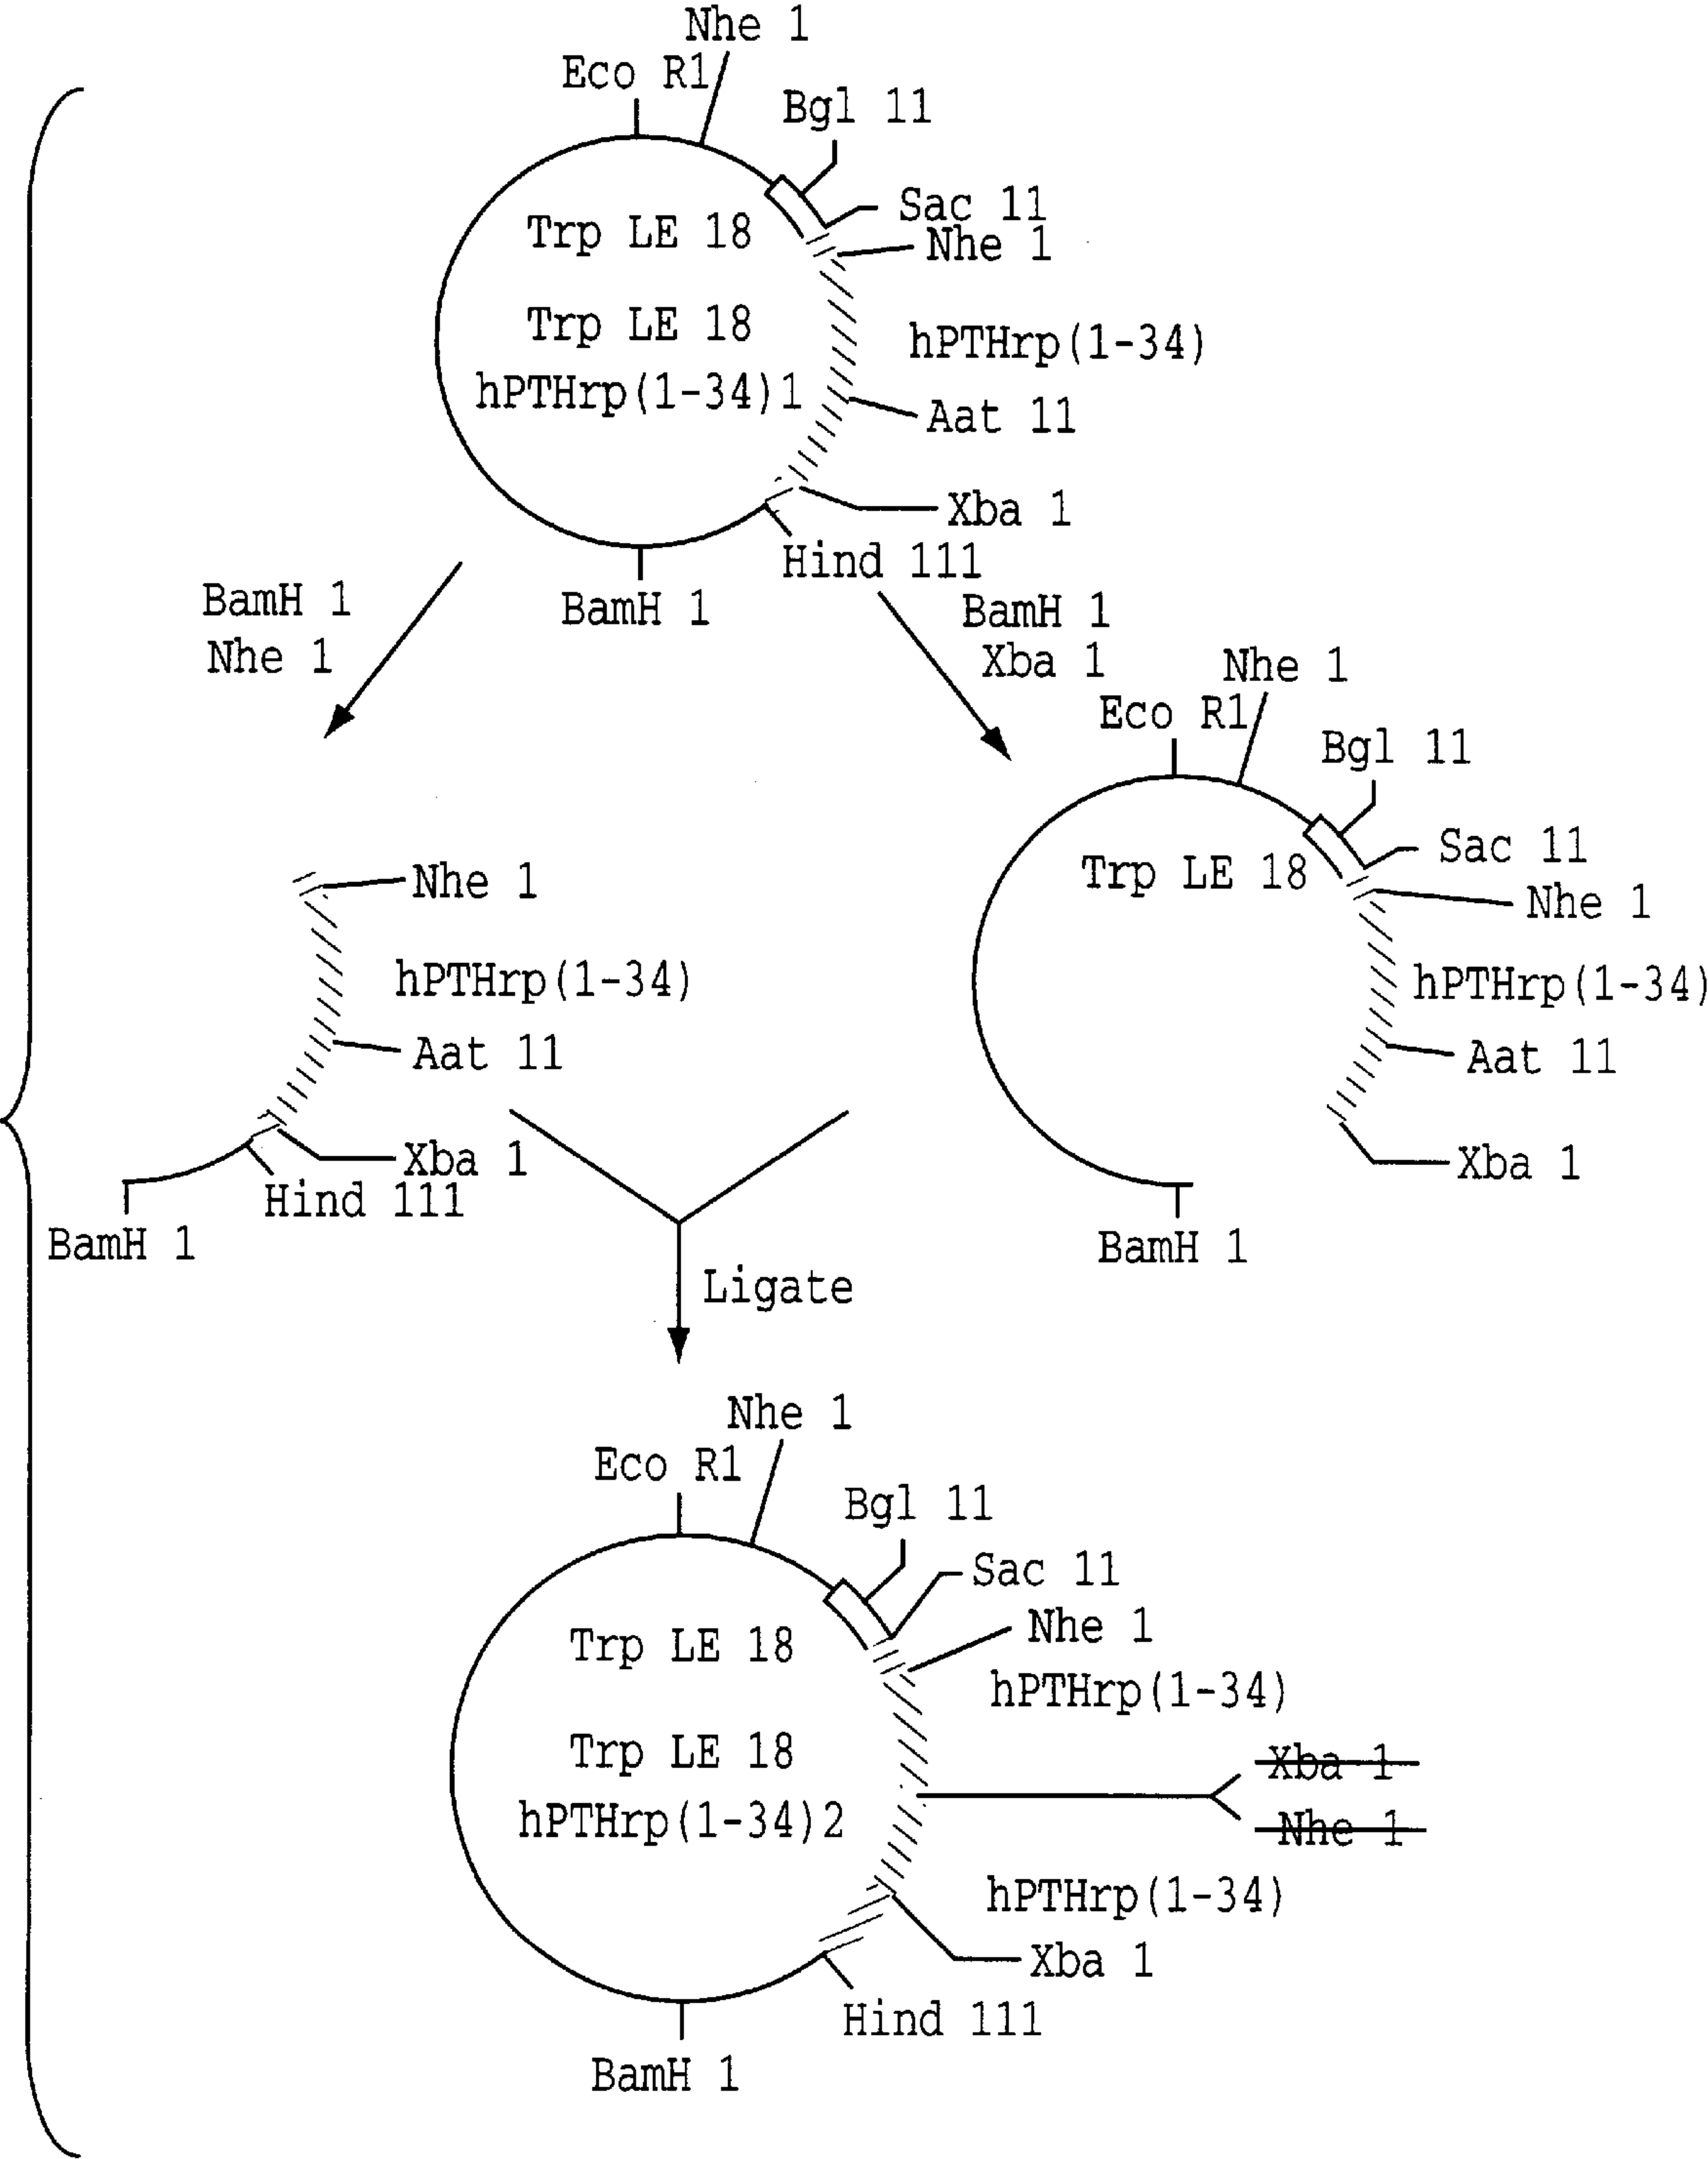 Nhe 1
Eco R1
Bgl 11
Sac 11
Nhe 1
Trp LE 18
Trp LE 18
hPTHrp(1-34)1
hPTHrp(1-34)
Aat 11
Xba 1
Hind 111
BamH 1
BamH 1
Nhe 1
BamH 1
Xba 1
Nhe 1
Eco R1
Bgl 11
Sac 11
Nhe 1
Trp LE 18
hPTHrp(1-34)
Aat 11
Xba 1
BamH 1
Nhe 1
hPTHrp(1-34)
Aat 11
Xba 1
Hind 111
BamH 1
Ligate
Nhe 1
Eco R1
Bgl 11
Sac 11
Nhe 1
hPTHrp(1-34)
Trp LE 18
Trp LE 18
hPTHrp(1-34)2
Xba 1
Nhe 1
hPTHrp(1-34)
Xba 1
Hind 111
BamH 1